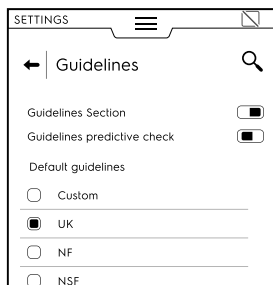 SETTINGS
Guidelines
Guidelines Section
Guidelines predictive check
Default guidelines
Custom
UK
NF
NSF